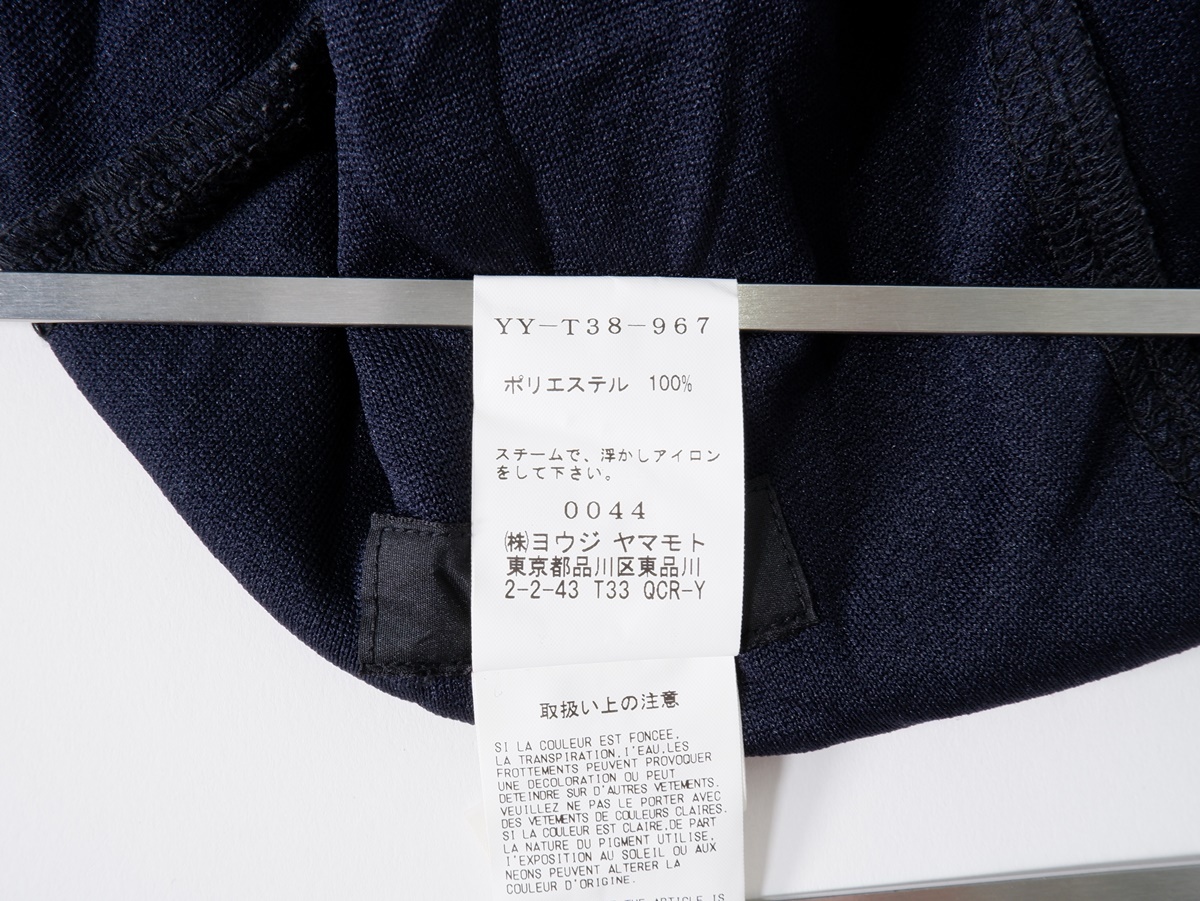 YY-T38-967
ポリエステル 100%
スチームで、浮かしアイロン
をして下さい。
0044
㈱ヨウジ ヤマモト
東京都品川区東品川
2-2-43 T33 QCR-Y
取扱い上の注意
SI LA COULEUR EST FONCEE,
LA TRANSPIRATION,I'EAU,LES
FROTTEMENTS PEUVENT PROVOQUER
UNE DECOLORATION OU PEUT
DETEINDRE SUR D'AUTRES VETEMENTS.
VEUILLEZ NE PAS LE PORTER AVEC
DES VETEMENTS DE COULEURS CLAIRES.
SI LA COULEUR EST CLAIRE,DE PART
LA NATURE DU PIGMENT UTILISE,
I'EXPOSITION AU SOLEIL OU AUX
NEONS PEUVENT ALTERER LA
COULEUR D'ORIGINE.
THE ARTICLE IS